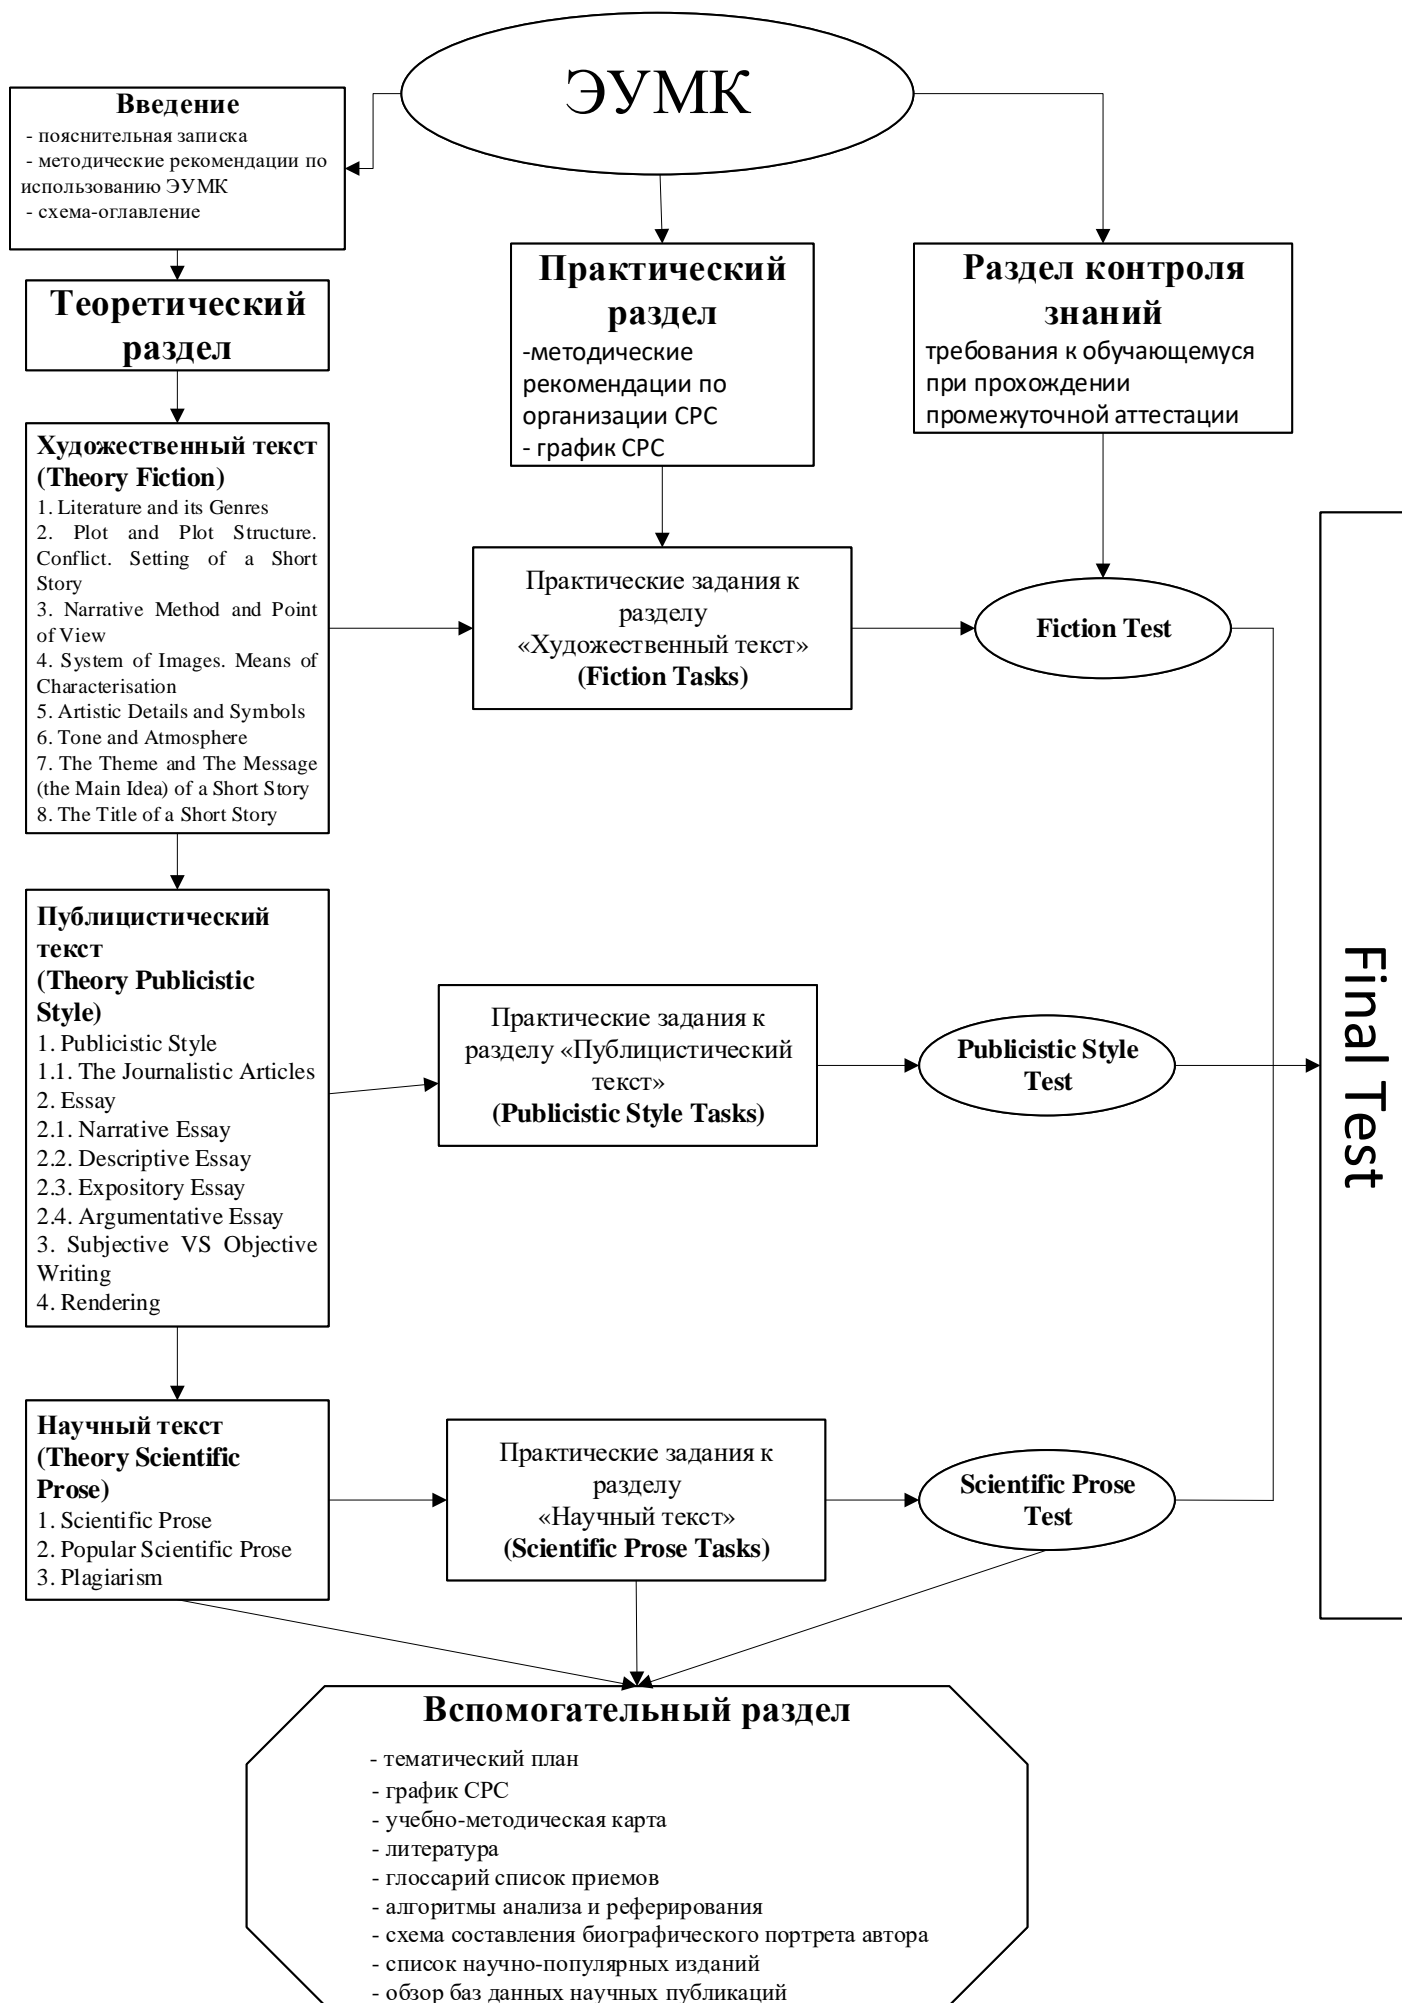 ЭУМК
Введение
- пояснительная записка
- методические рекомендации по
использованию ЭУМК
- схема-оглавление
Теоретический
раздел
Практический
раздел
-методические
рекомендации по
организации СРС
- график СРС
Раздел контроля
знаний
требования к обучающемуся
при прохождении
промежуточной аттестации
Художественный текст
(Theory Fiction)
1. Literature and its Genres
2. Plot and Plot Structure.
Conflict. Setting of a Short
Story
3. Narrative Method and Point
of View
4. System of Images. Means of
Characterisation
5. Artistic Details and Symbols
6. Tone and Atmosphere
7. The Theme and The Message
(the Main Idea) of a Short Story
8. The Title of a Short Story
Практические задания к
разделу
«Художественный текст»
(Fiction Tasks)
Fiction Test
Публицистический
текст
(Theory Publicistic
Style)
1. Publicistic Style
1.1. The Journalistic Articles
2. Essay
2.1. Narrative Essay
2.2. Descriptive Essay
2.3. Expository Essay
2.4. Argumentative Essay
3. Subjective VS Objective
Writing
4. Rendering
Практические задания к
разделу «Публицистический
текст»
(Publicistic Style Tasks)
Publicistic Style
Test
Final Test
Научный текст
(Theory Scientific
Prose)
1. Scientific Prose
2. Popular Scientific Prose
3. Plagiarism
Практические задания к
разделу
«Научный текст»
(Scientific Prose Tasks)
Scientific Prose
Test
Вспомогательный раздел
- тематический план
- график СРС
- учебно-методическая карта
- литература
- глоссарий список приемов
- алгоритмы анализа и реферирования
- схема составления биографического портрета автора
- список научно-популярных изданий
- обзор баз данных научных публикаций